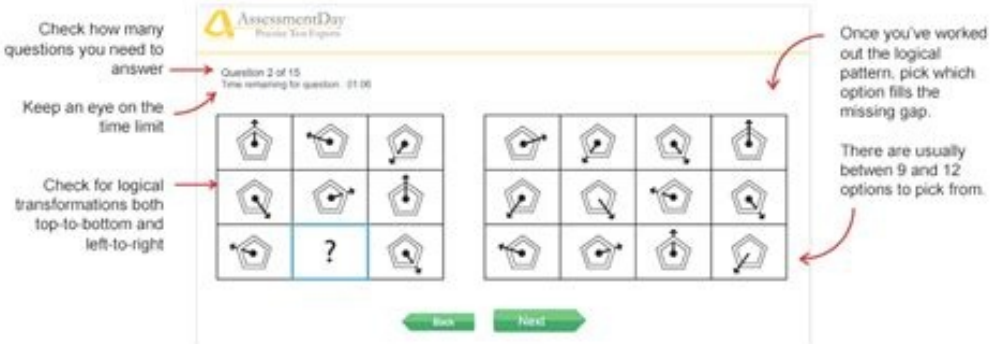 Check how many
questions you need to
answer
Keep an eye on the
time limit
Check for logical
transformations both
top-to-bottom and
left-to-right
AssessmentDay
Practice Test Experts
Question 2 of 15
Time remaining for question : 01:06
?
Back
Next
Once you've worked
out the logical
pattern, pick which
option fills the
missing gap.
There are usually
betwen 9 and 12
options to pick from.